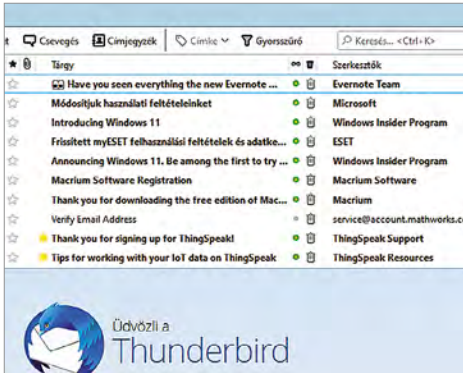 t Csevegés Címjegyzék Címke Gyorsszűrő Keresés... <Ctrl+K>
Tárgy Szerkesztők
Have you seen everything the new Evernote ... Evernote Team
Módosítjuk használati feltételeinket Microsoft
Introducing Windows 11 Windows Insider Program
Frissített myESET felhasználási feltételek és adatke... ESET
Announcing Windows 11. Be among the first to try ... Windows Insider Program
Macrium Software Registration Macrium Software
Thank you for downloading the free edition of Mac... Macrium
Verify Email Address service@account.mathworks.c
Thank you for signing up for ThingSpeak! ThingSpeak Support
Tips for working with your IoT data on ThingSpeak ThingSpeak Resources
Üdvözli a
Thunderbird